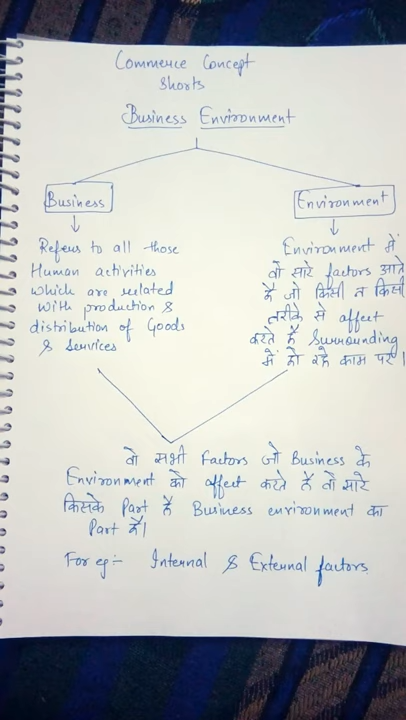 Commerce Concept
Shorts
Business Environment
Business
Refers to all those
Human activities
which are related
with production &
distribution of Goods
& Services
Environment
Environment में
वो सारे factors आते
है जो किसी न किसी
तरीके से affect
करते हैं Surrounding
में हो रहे काम पर।
वो सभी Factors जो Business के
Environment को affect करते हैं वो सारे
किसके Part है Business environment का
Part है।
For eg:- Internal & External factors